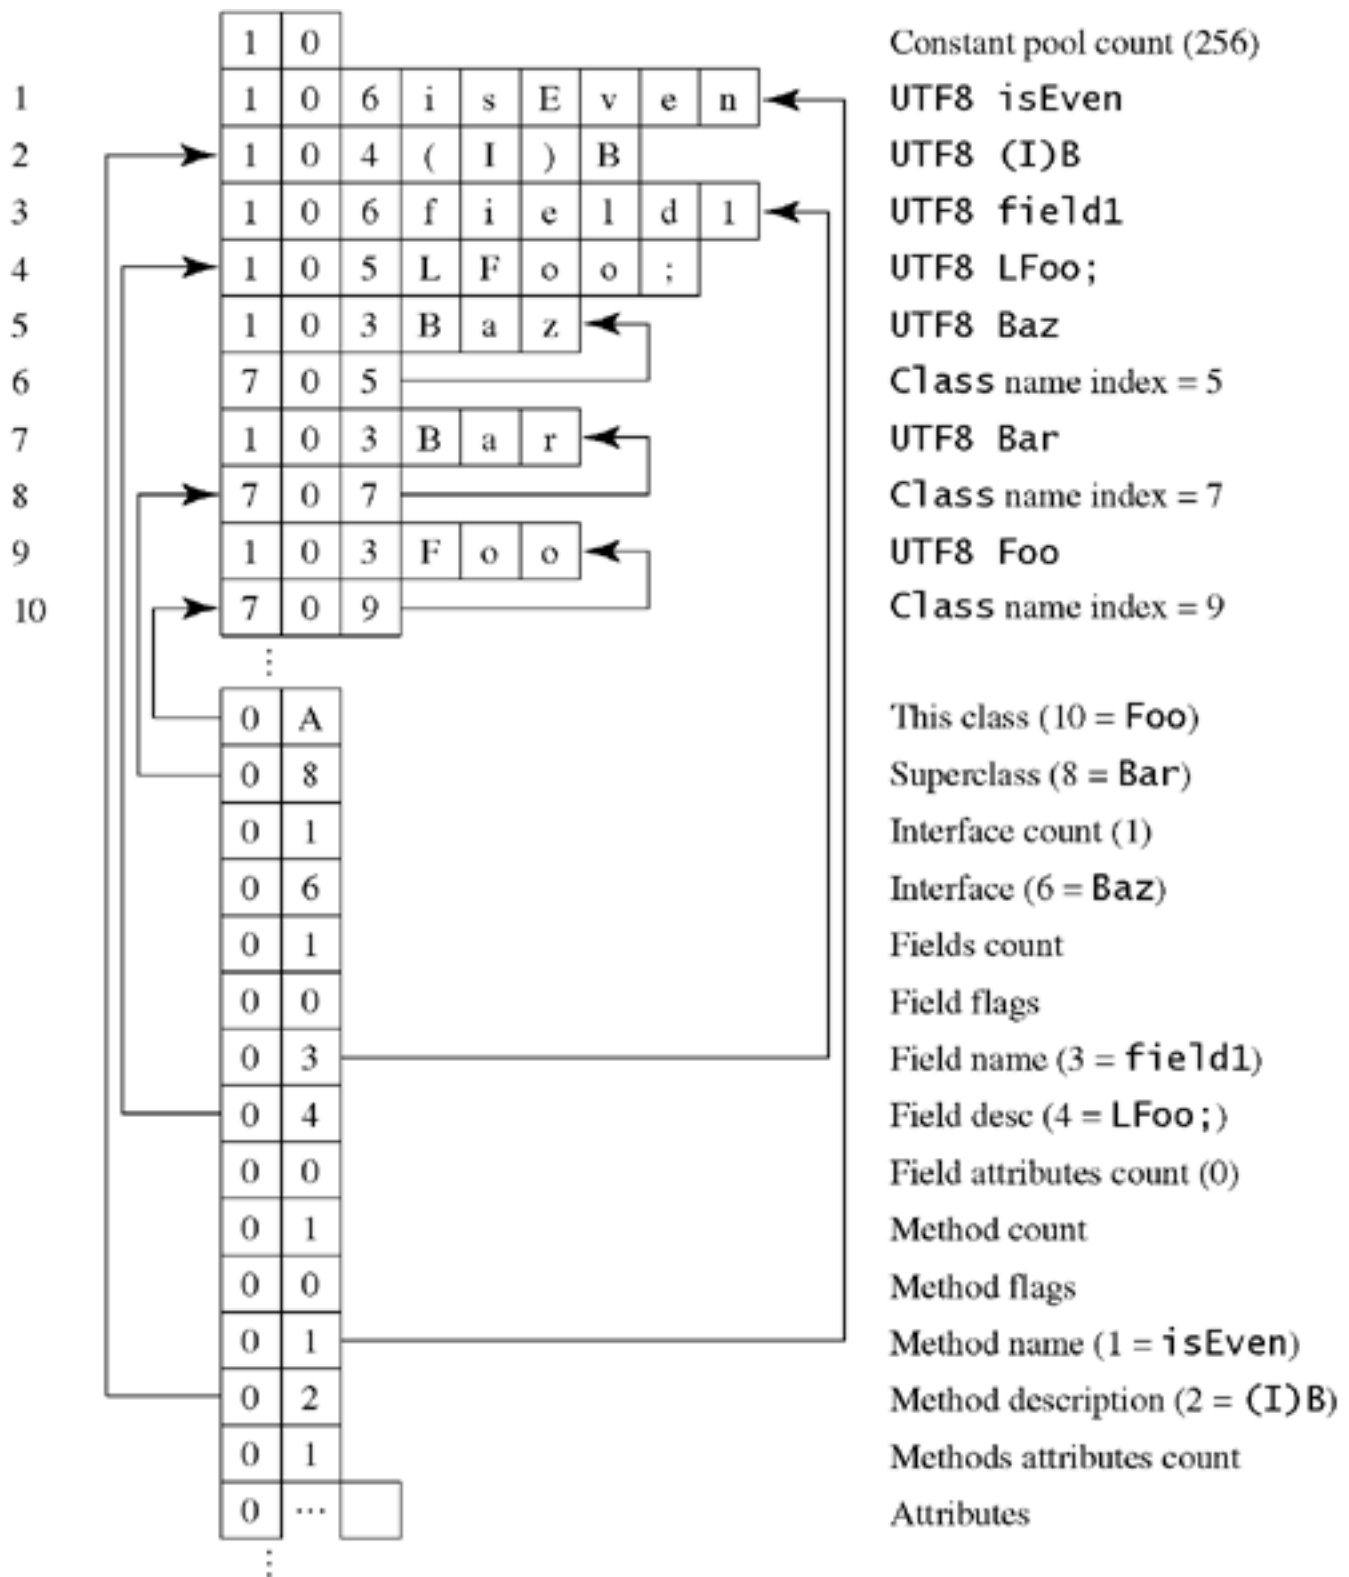 1 0 Constant pool count (256)
1 1 0 6 i s E v e n UTF8 isEven
2 1 0 4 ( I ) B UTF8 (I)B
3 1 0 6 f i e l d 1 UTF8 field1
4 1 0 5 L F o o ; UTF8 LFoo;
5 1 0 3 B a z UTF8 Baz
6 7 0 5 Class name index = 5
7 1 0 3 B a r UTF8 Bar
8 7 0 7 Class name index = 7
9 1 0 3 F o o UTF8 Foo
10 7 0 9 Class name index = 9
⋮
0 A This class (10 = Foo)
0 8 Superclass (8 = Bar)
0 1 Interface count (1)
0 6 Interface (6 = Baz)
0 1 Fields count
0 0 Field flags
0 3 Field name (3 = field1)
0 4 Field desc (4 = LFoo;)
0 0 Field attributes count (0)
0 1 Method count
0 0 Method flags
0 1 Method name (1 = isEven)
0 2 Method description (2 = (I)B)
0 1 Methods attributes count
0 ... Attributes
⋮